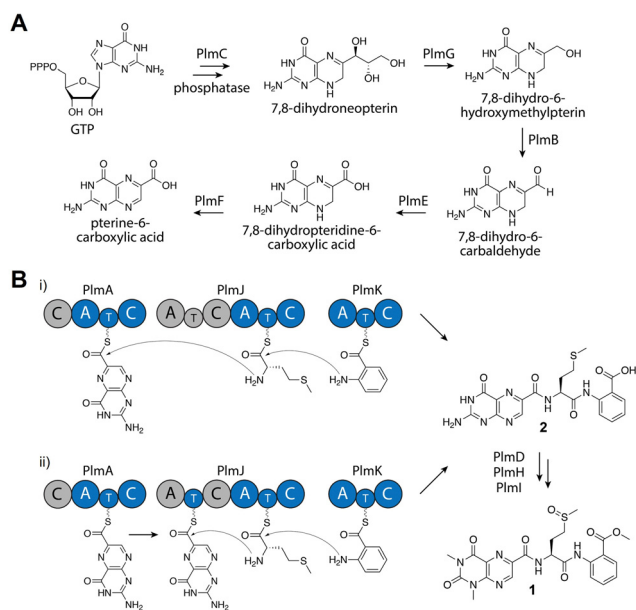 A
PlmC
phosphatase
PlmG
PPPO
GTP
7,8-dihydroneopterin
7,8-dihydro-6-
hydroxymethylpterin
PlmB
PlmF
PlmE
pterine-6-
carboxylic acid
7,8-dihydropteridine-6-
carboxylic acid
7,8-dihydro-6-
carbaldehyde
B
i)
PlmA
PlmJ
PlmK
C A T C
A T C A T C
A T C
2
PlmD
PlmH
PlmI
ii)
PlmA
PlmJ
PlmK
C A T C
A T C A T C
A T C
1